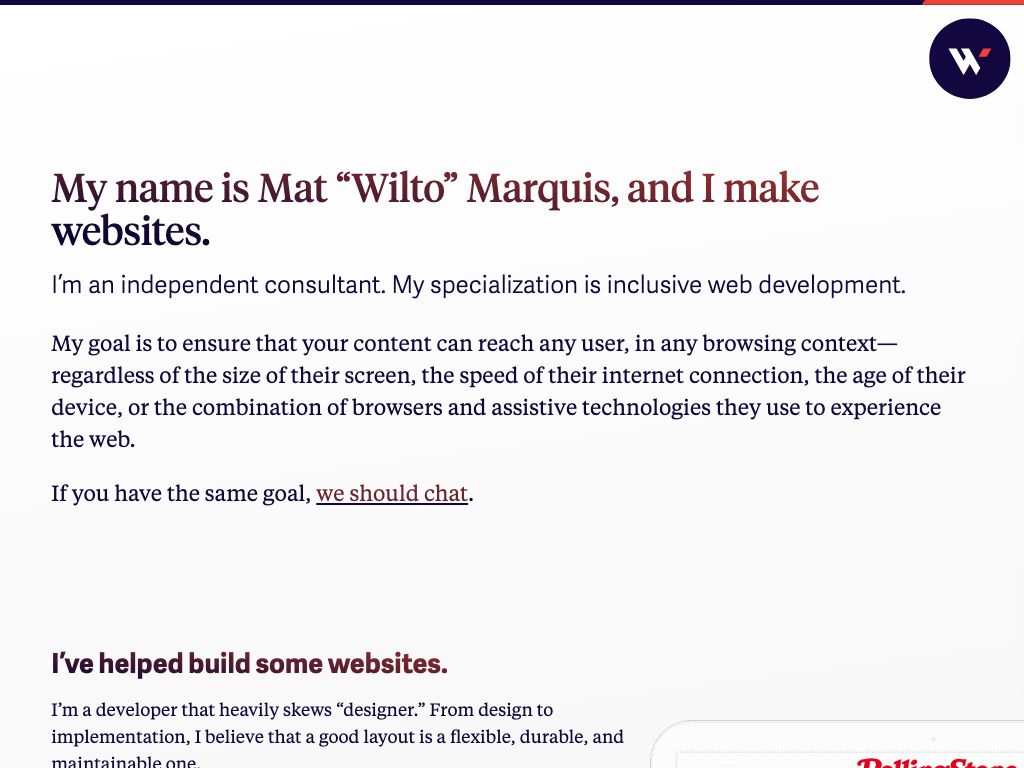 W
My name is Mat “Wilto” Marquis, and I make
websites.
I’m an independent consultant. My specialization is inclusive web development.
My goal is to ensure that your content can reach any user, in any browsing context—
regardless of the size of their screen, the speed of their internet connection, the age of their
device, or the combination of browsers and assistive technologies they use to experience
the web.
If you have the same goal, we should chat.
I’ve helped build some websites.
I’m a developer that heavily skews “designer.” From design to
implementation, I believe that a good layout is a flexible, durable, and
maintainable one.
RollingStone